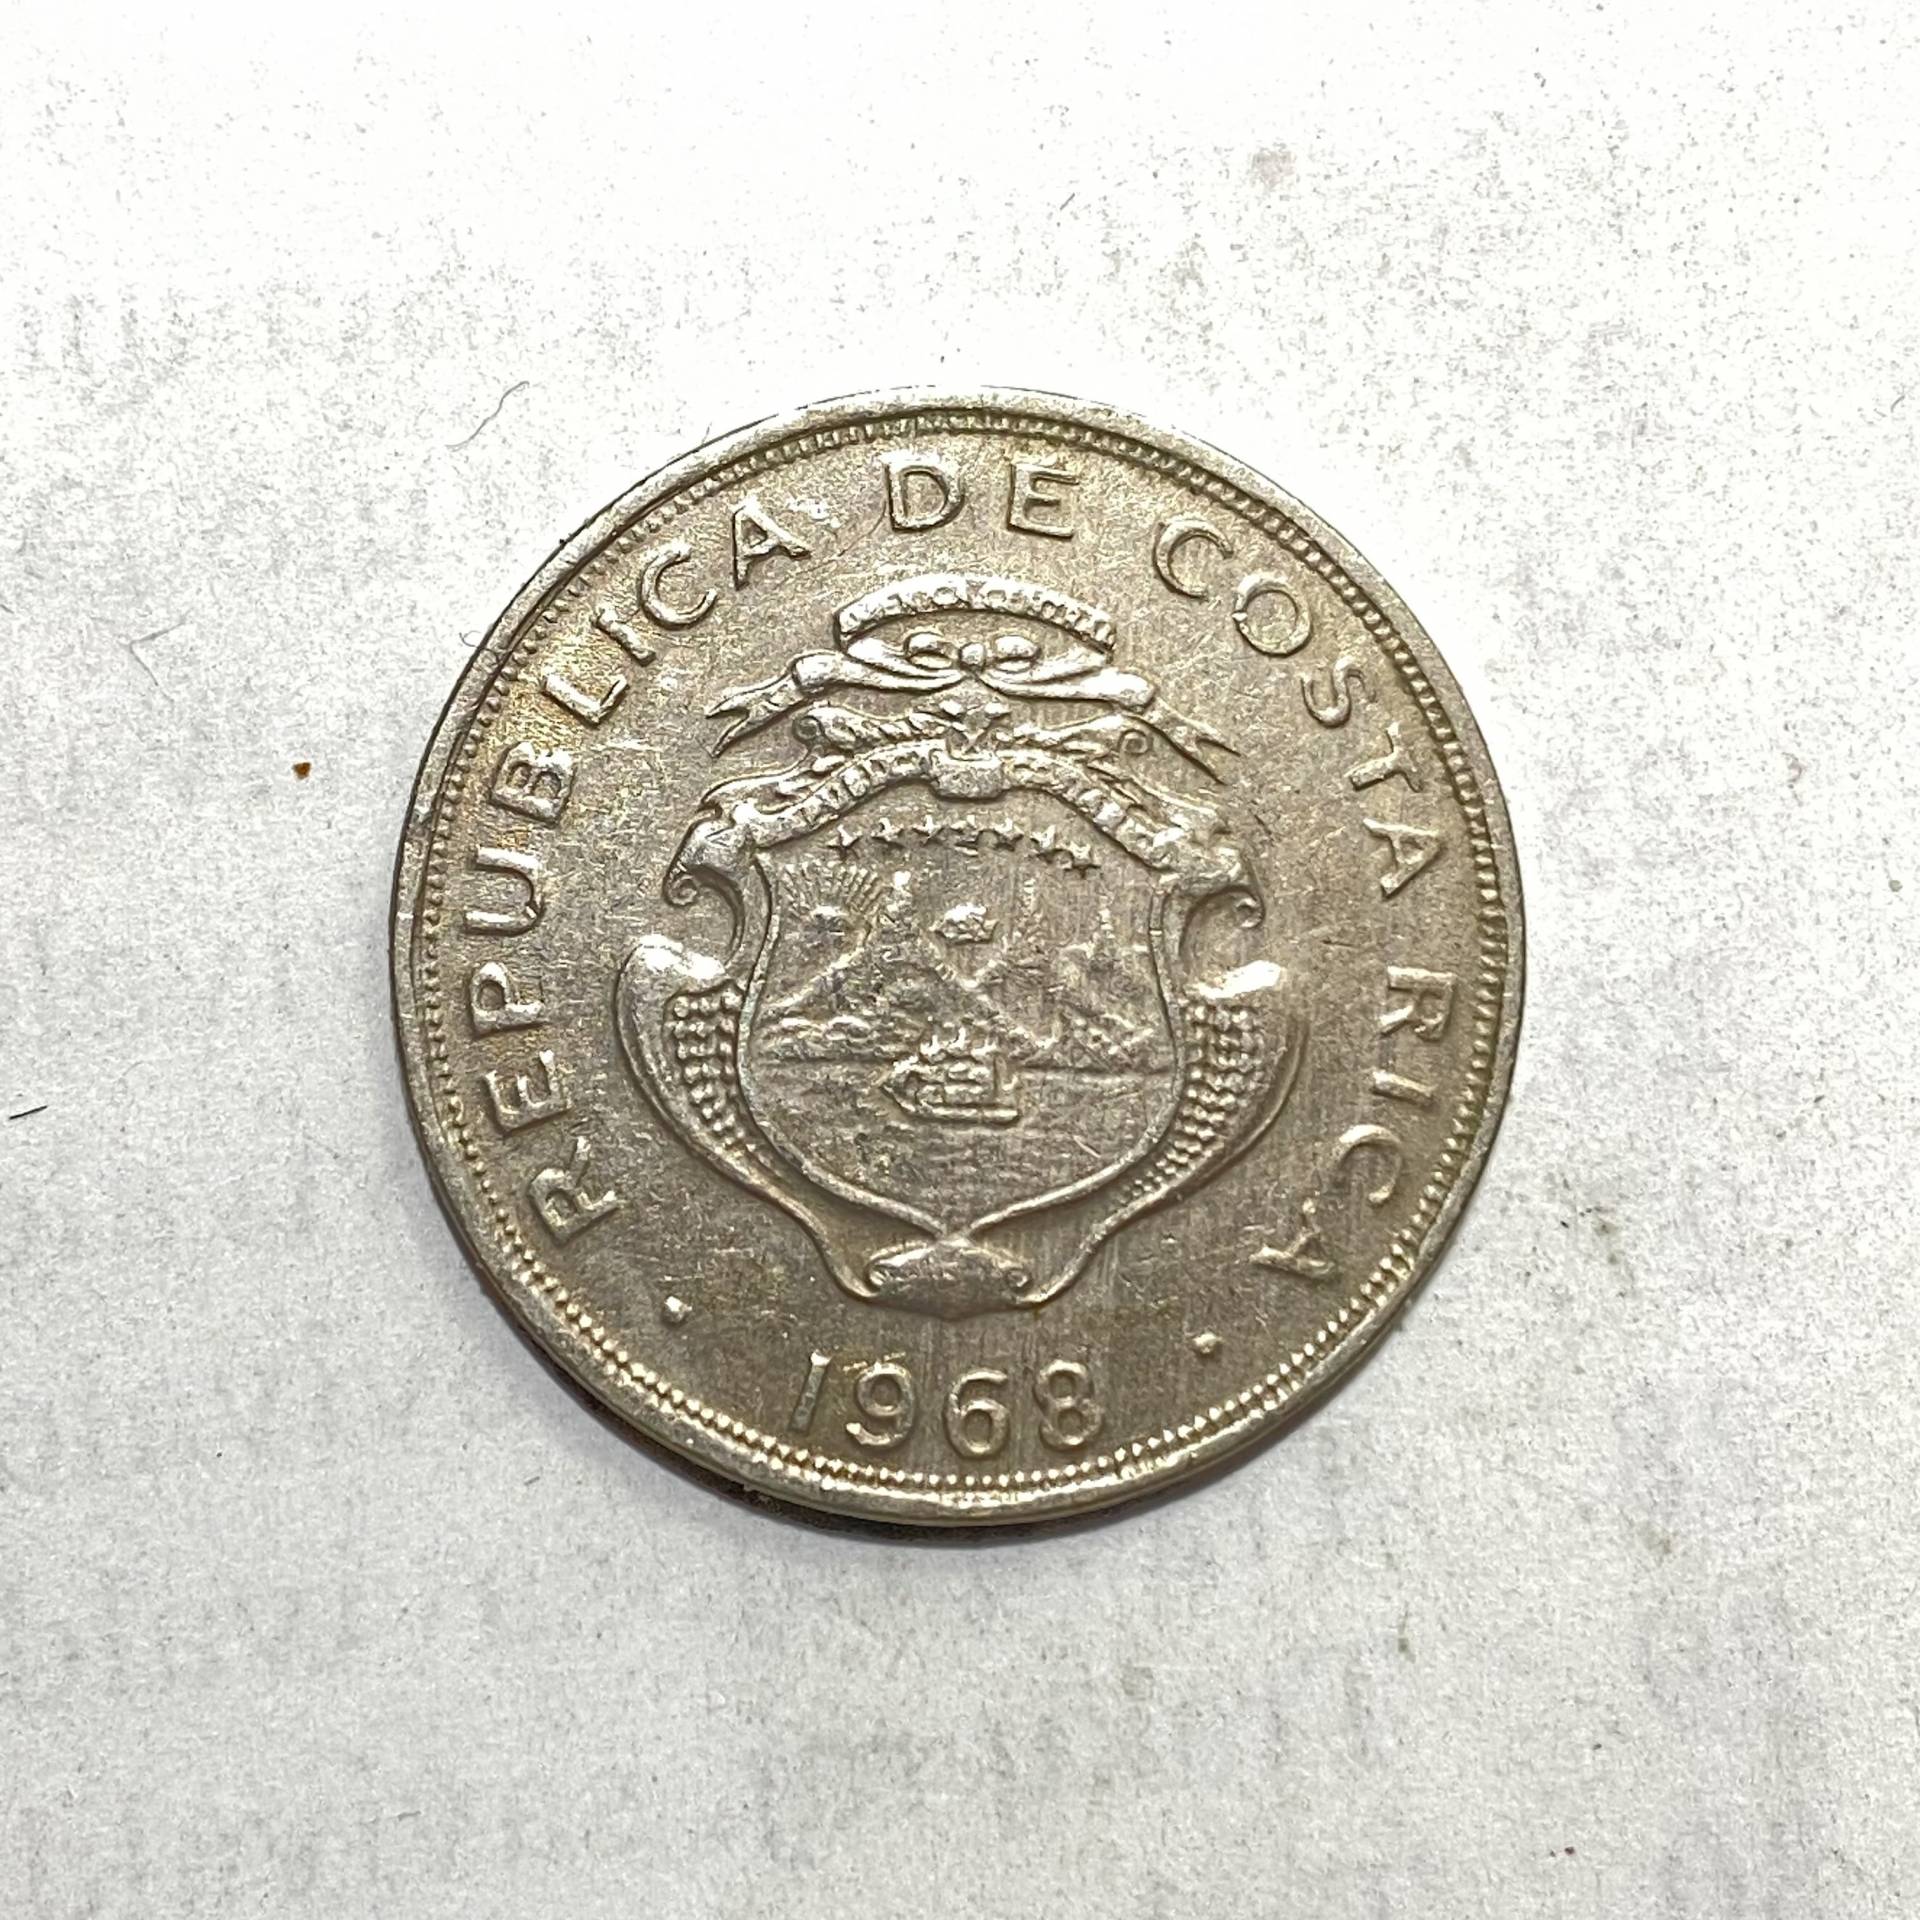 REPUBLICA DE COSTA RICA
1968